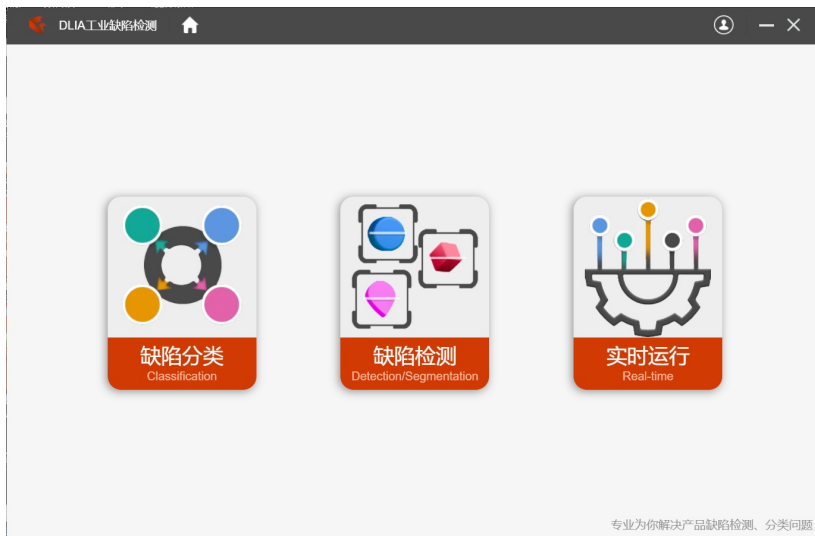 DLIA工业缺陷检测
缺陷分类
Classification
缺陷检测
Detection/Segmentation
实时运行
Real-time
专业为你解决产品缺陷检测、分类问题